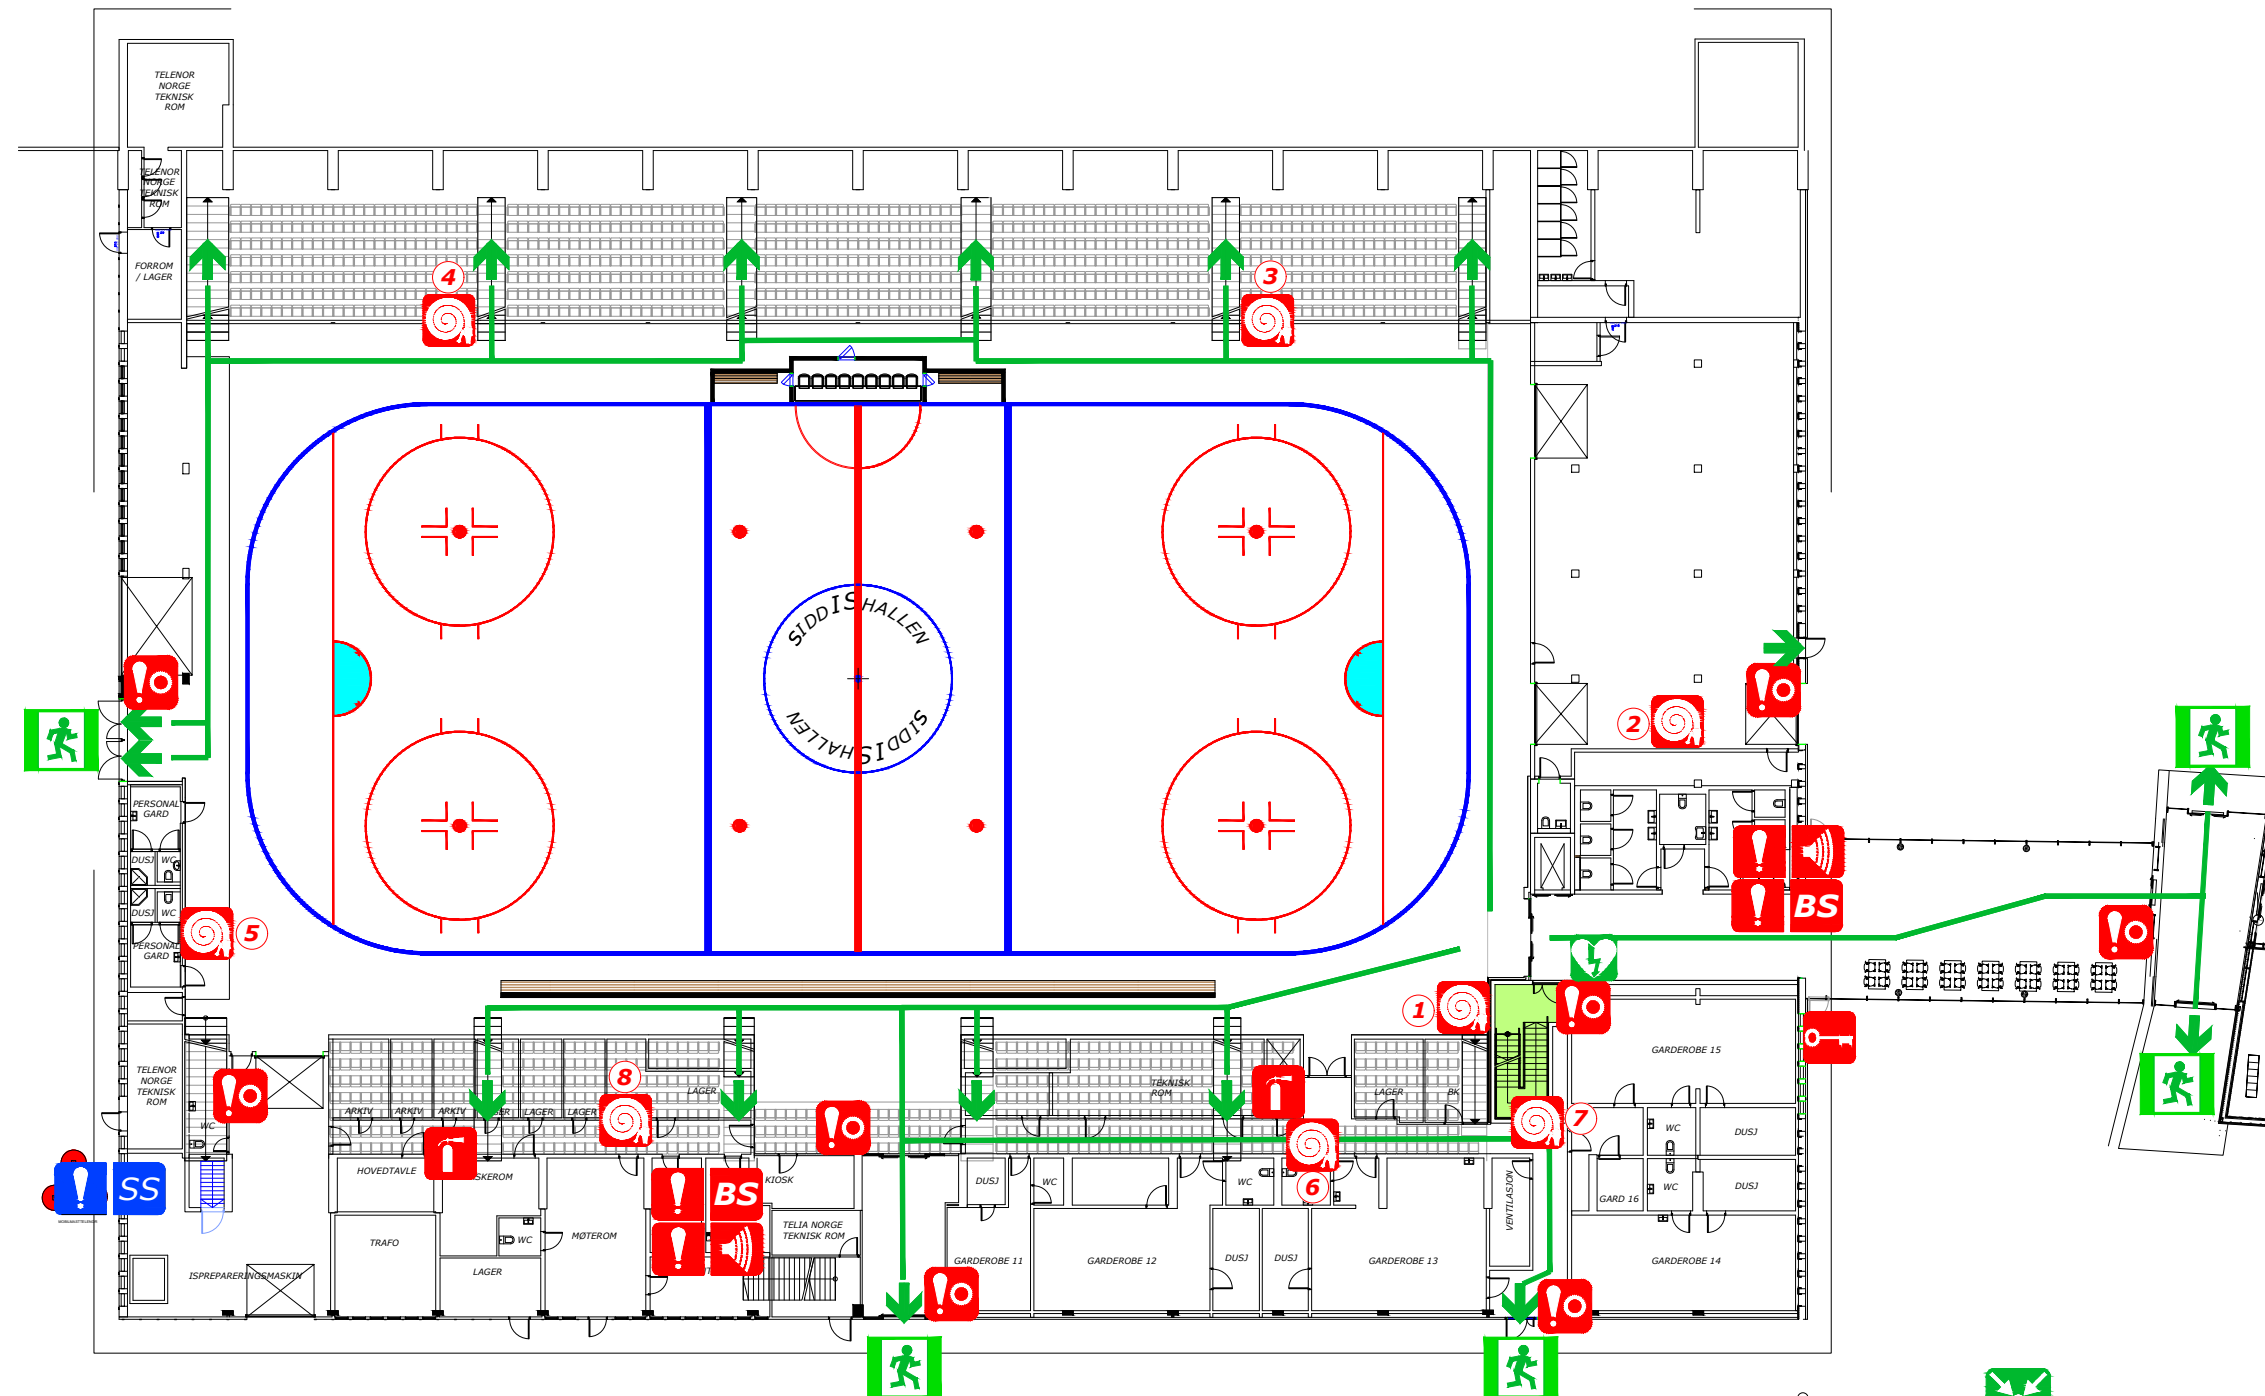 TELENOR
NORGE
TEKNISK
ROM
TELENOR
NORGE
TEKNISK
ROM
FORROM
/ LAGER
4
3
SIDDISHALLEN
SIDDISHALLEN
2
PERSONAL
GARD
DUSJ
WC
DUSJ
WC
PERSONAL
GARD
5
BS
1
TELENOR
NORGE
TEKNISK
ROM
WC
8
LAGER
ARKIV
ARKIV
ARKIV
LAGER
LAGER
TEKNISK
ROM
LAGER
BK
GARDEROBE 15
7
WC
DUSJ
SS
HOVEDTAVLE
BS
KIOSK
DUSJ
WC
WC
6
VENTILASJON
GARD 16
WC
DUSJ
TRAFO
WC
MØTEROM
TELIA NORGE
TEKNISK ROM
LAGER
ISPREPARERINGSMASKIN
GARDEROBE 11
GARDEROBE 12
DUSJ
DUSJ
GARDEROBE 13
GARDEROBE 14